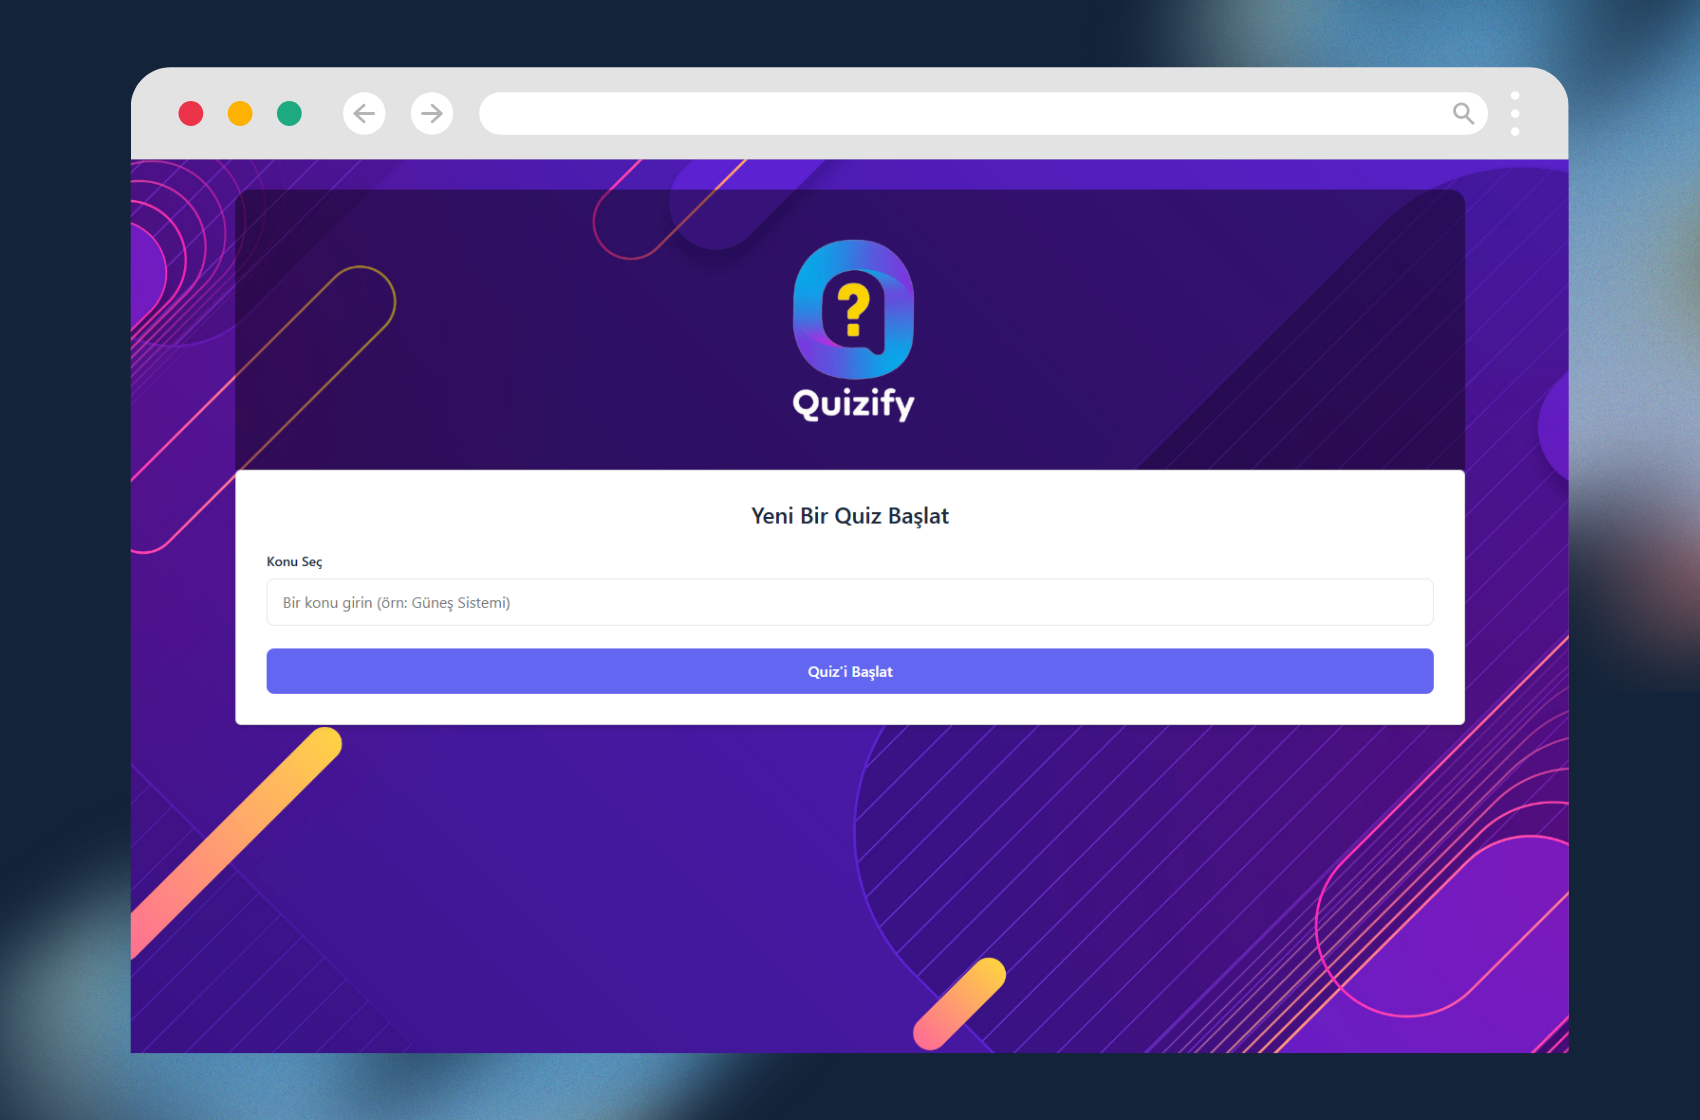 ?
Quizify
Yeni Bir Quiz Başlat
Konu Seç
Bir konu girin (örn: Güneş Sistemi)
Quiz'i Başlat